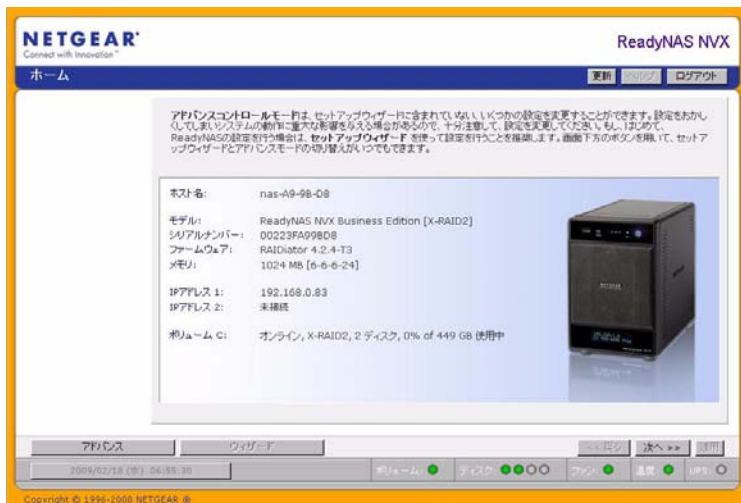 NETGEAR
Connect with Innovation™
ReadyNAS NVX
ホーム
更新
ヘルプ
ログアウト
アドバンスコントロールモードは、セットアップウィザードに含まれていない、いくつかの設定を変更することができます。設定をおかし
くしてしまいシステムの動作に重大な影響を与える場合があるので、十分注意して、設定を変更してください。もし、はじめて、
ReadyNASの設定を行う場合は、セットアップウィザード を使って設定を行うことを推奨します。画面下方のボタンを用いて、セットア
ップウィザードとアドバンスモードの切り替えがいつでもできます。
ホスト名: nas-A9-9B-D8
モデル: ReadyNAS NVX Business Edition [X-RAID2]
シリアルナンバー: 00223FA99BD8
ファームウェア: RAIDiator 4.2.4-T3
メモリ: 1024 MB [6-6-6-24]
IPアドレス 1: 192.168.0.83
IPアドレス 2: 未接続
ボリューム C: オンライン, X-RAID2, 2 ディスク, 0% of 449 GB 使用中
アドバンス
ウィザード
<< 戻る
次へ >>
適用
2009/02/18 (水) 06:55:30
ボリューム:
ディスク:
ファン:
温度:
UPS:
Copyright © 1996-2008 NETGEAR ®